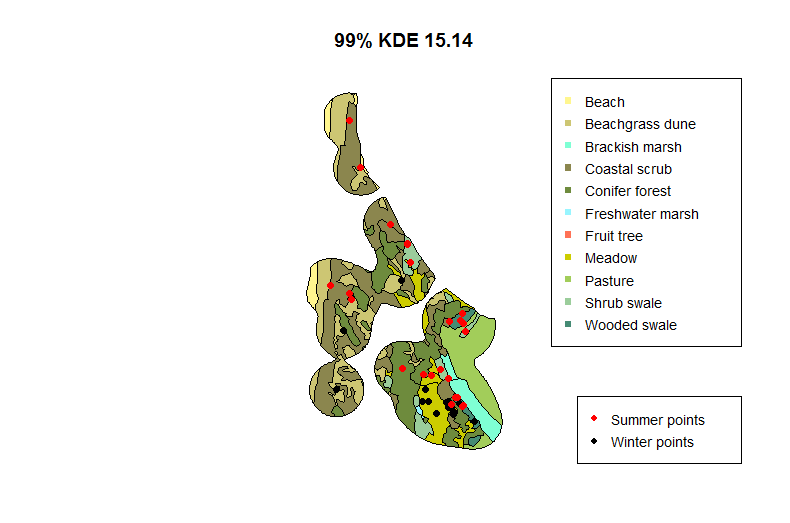 99% KDE 15.14
Beach
Beachgrass dune
Brackish marsh
Coastal scrub
Conifer forest
Freshwater marsh
Fruit tree
Meadow
Pasture
Shrub swale
Wooded swale
Summer points
Winter points